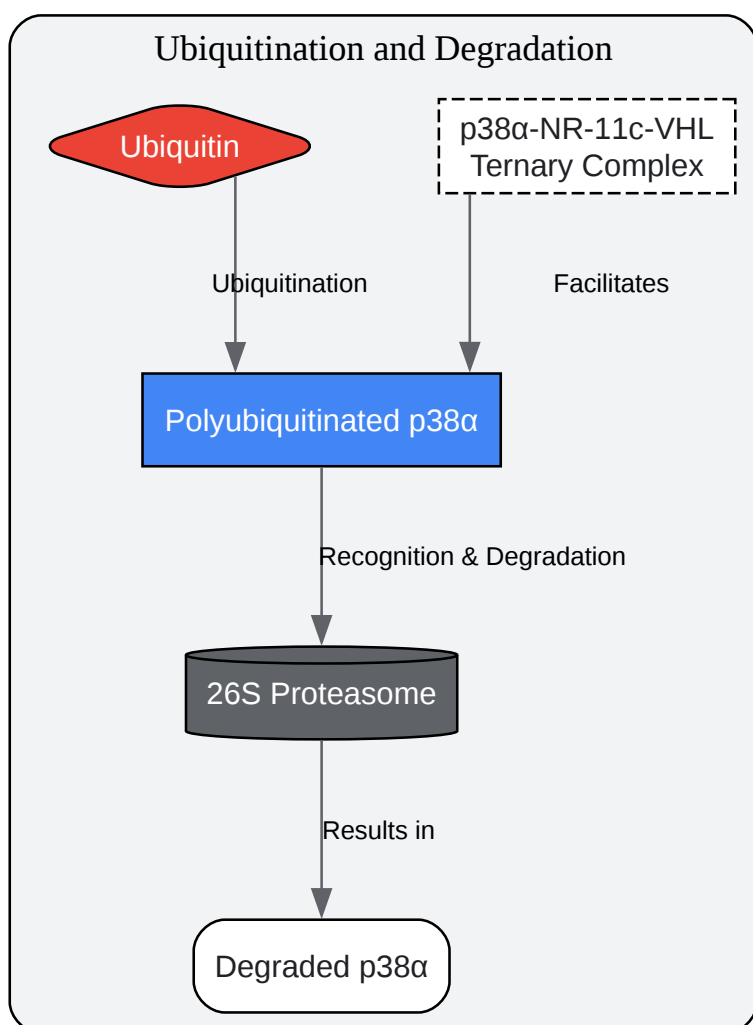 Ubiquitination and Degradation
Ubiquitin
p38α-NR-11c-VHL
Ternary Complex
Ubiquitination
Facilitates
Polyubiquitinated p38α
Recognition & Degradation
26S Proteasome
Results in
Degraded p38α